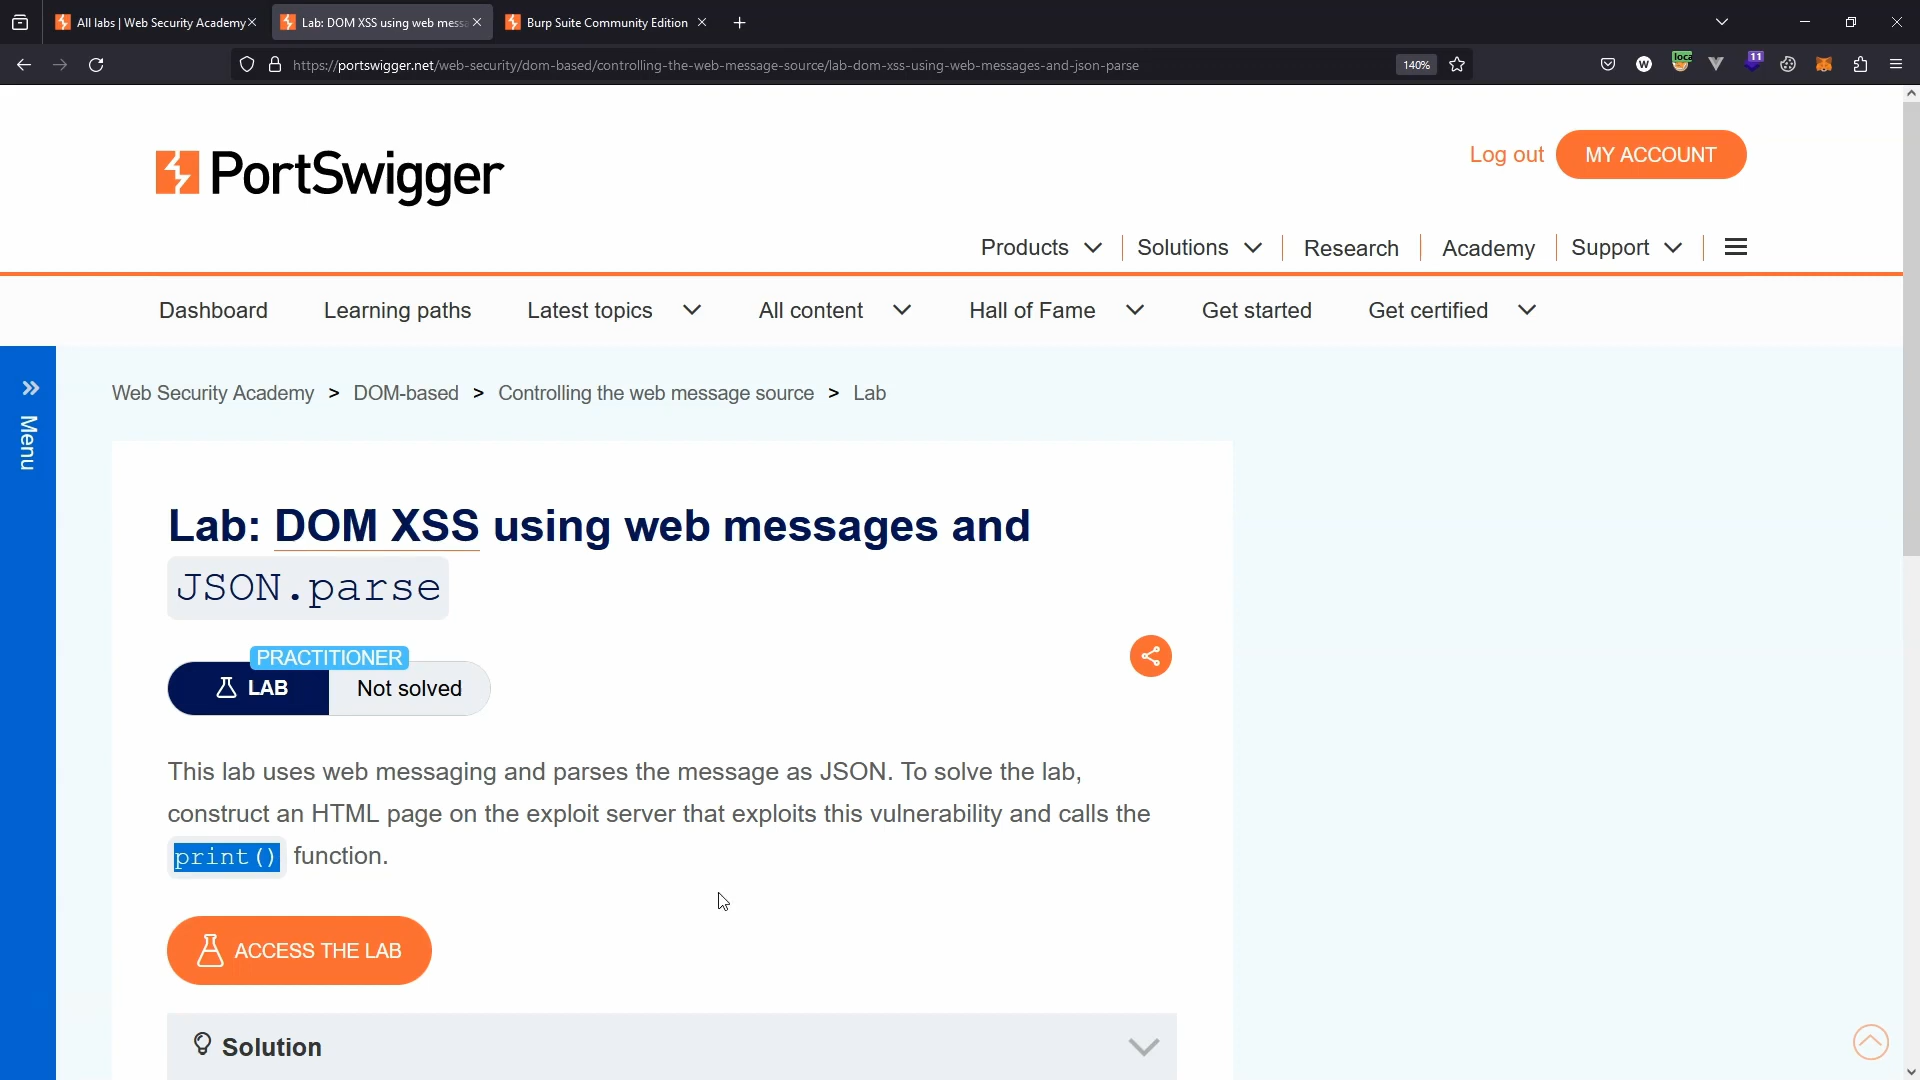 All labs | Web Security Academy
Lab: DOM XSS using web mess
Burp Suite Community Edition
https://portswigger.net/web-security/dom-based/controlling-the-web-message-source/lab-dom-xss-using-web-messages-and-json-parse
140%
W
loca
11
PortSwigger
Log out
MY ACCOUNT
Products
Solutions
Research
Academy
Support
Dashboard
Learning paths
Latest topics
All content
Hall of Fame
Get started
Get certified
Menu
Web Security Academy > DOM-based > Controlling the web message source > Lab
Lab: DOM XSS using web messages and
JSON.parse
PRACTITIONER
LAB
Not solved
This lab uses web messaging and parses the message as JSON. To solve the lab,
construct an HTML page on the exploit server that exploits this vulnerability and calls the
print() function.
ACCESS THE LAB
Solution